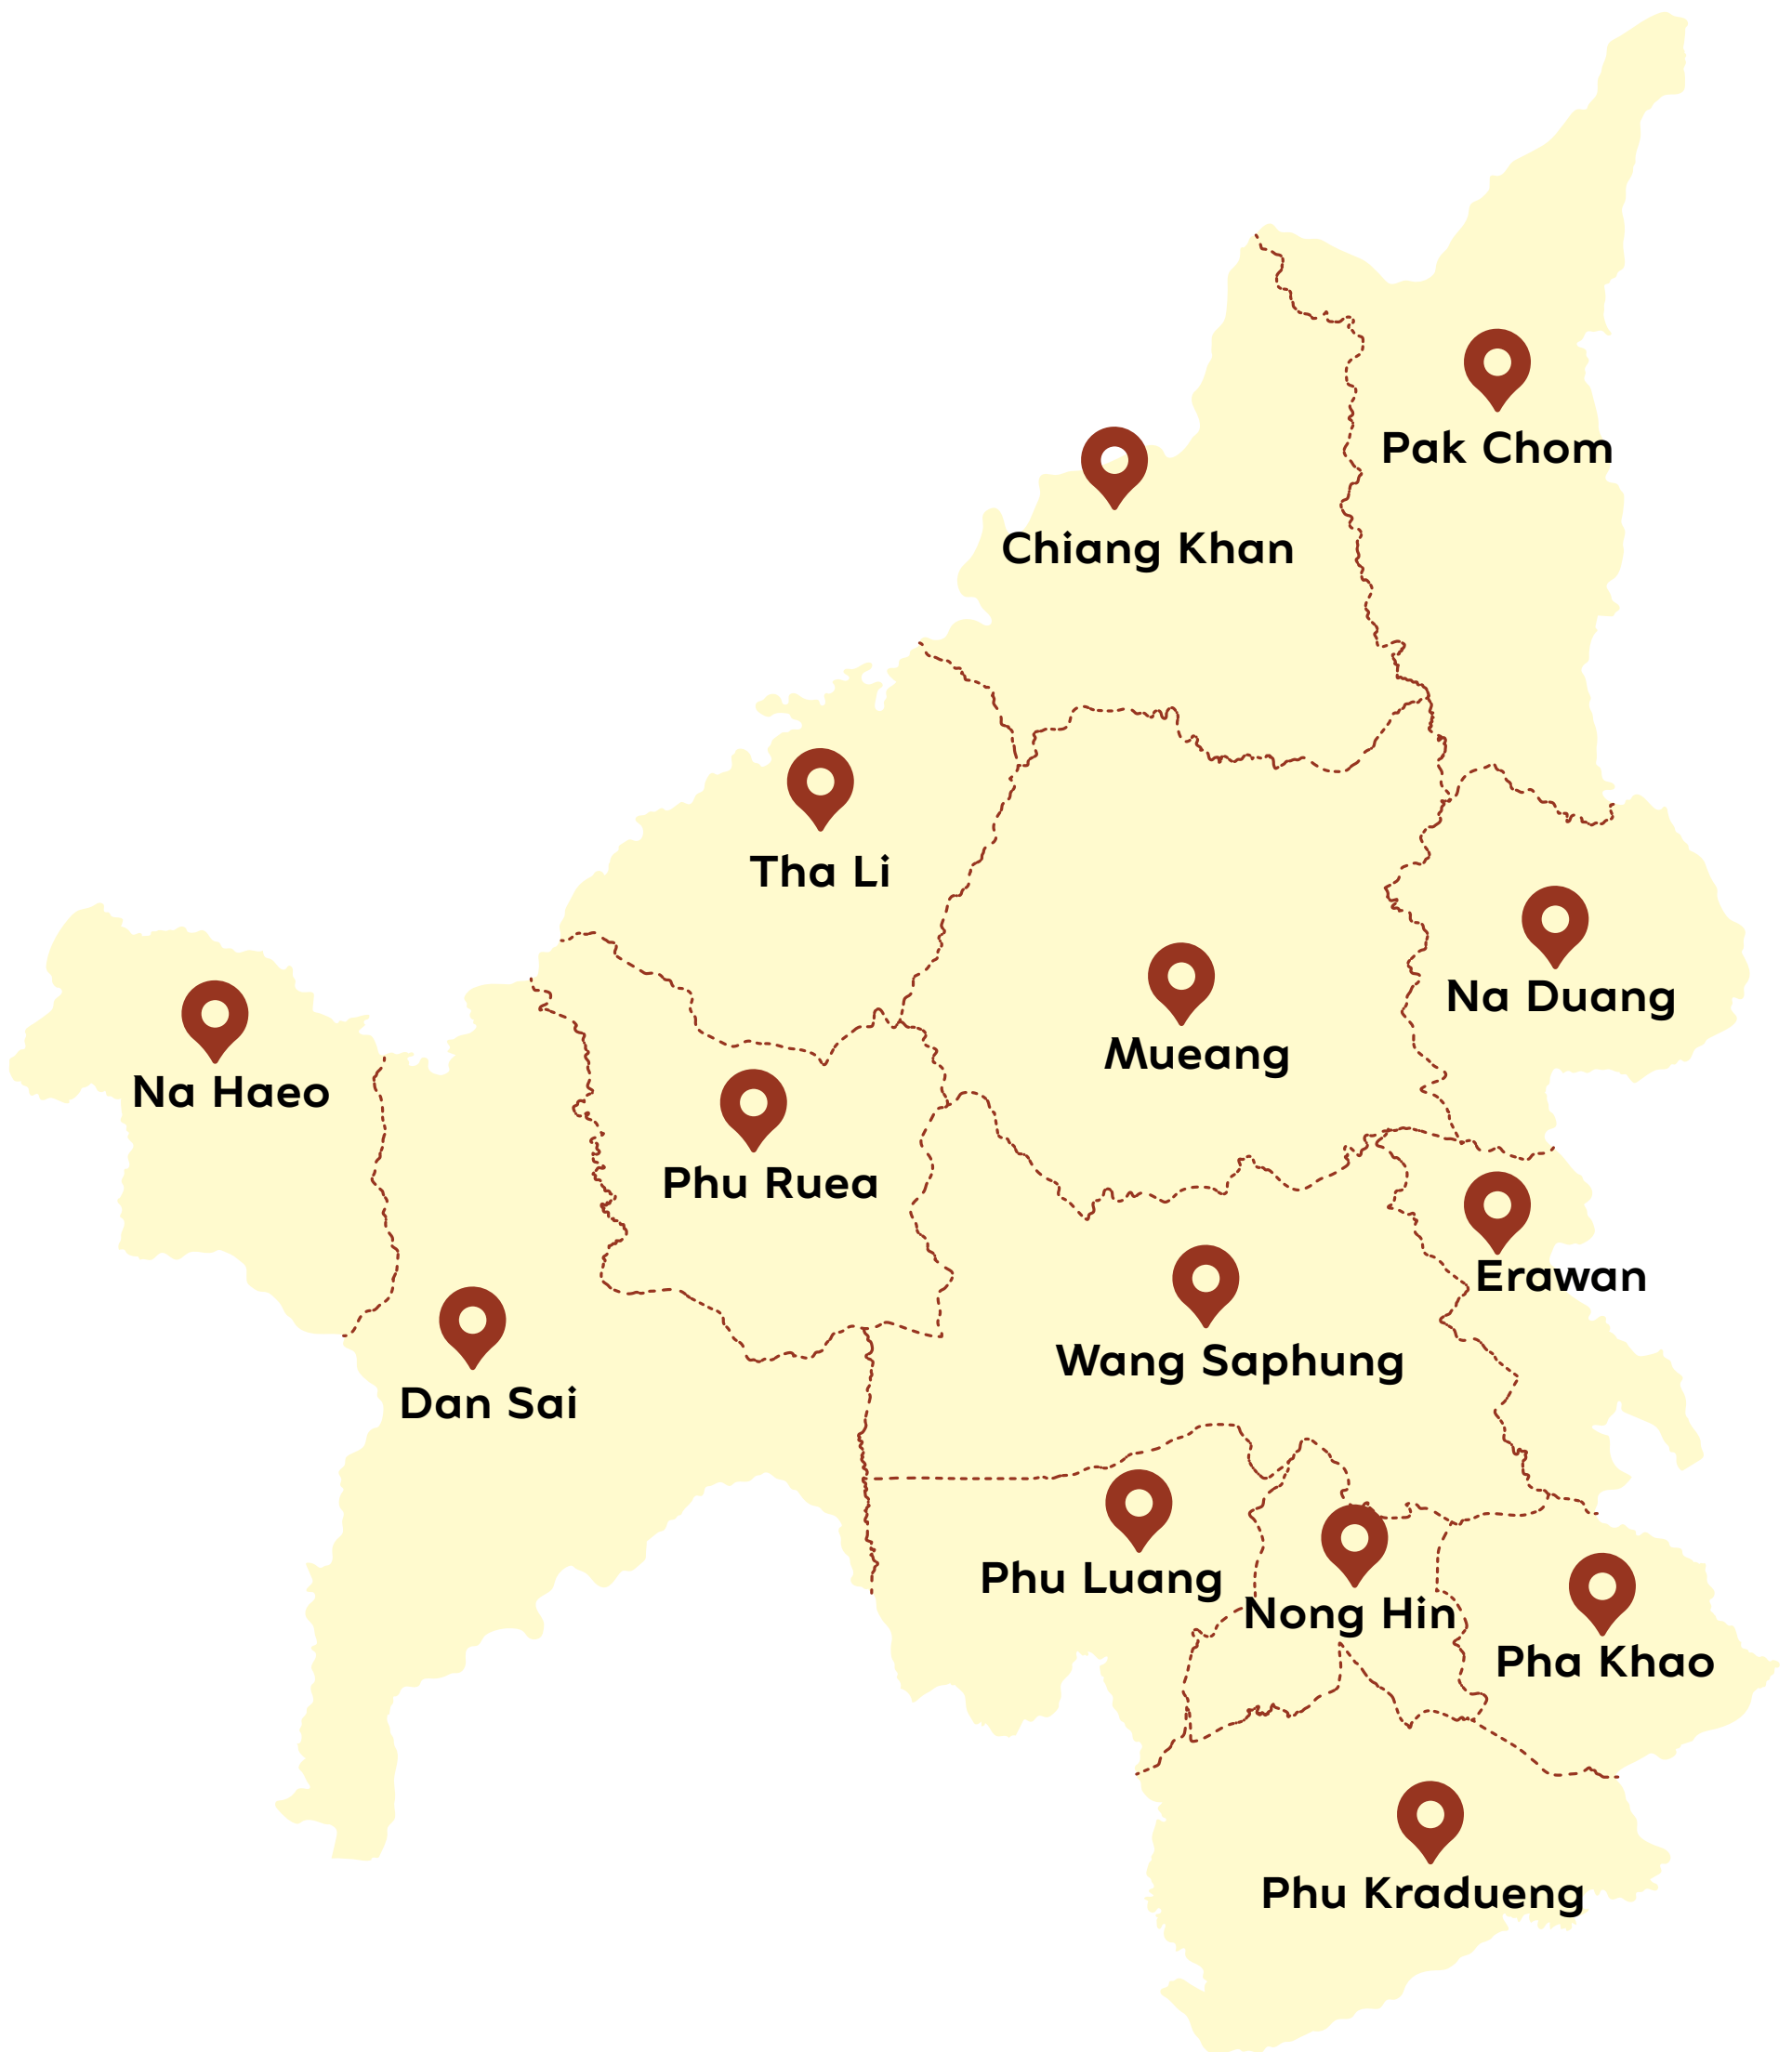 Pak Chom
Chiang Khan
Tha Li
Na Duang
Mueang
Na Haeo
Phu Ruea
Erawan
Wang Saphung
Dan Sai
Phu Luang
Nong Hin
Pha Khao
Phu Kradueng